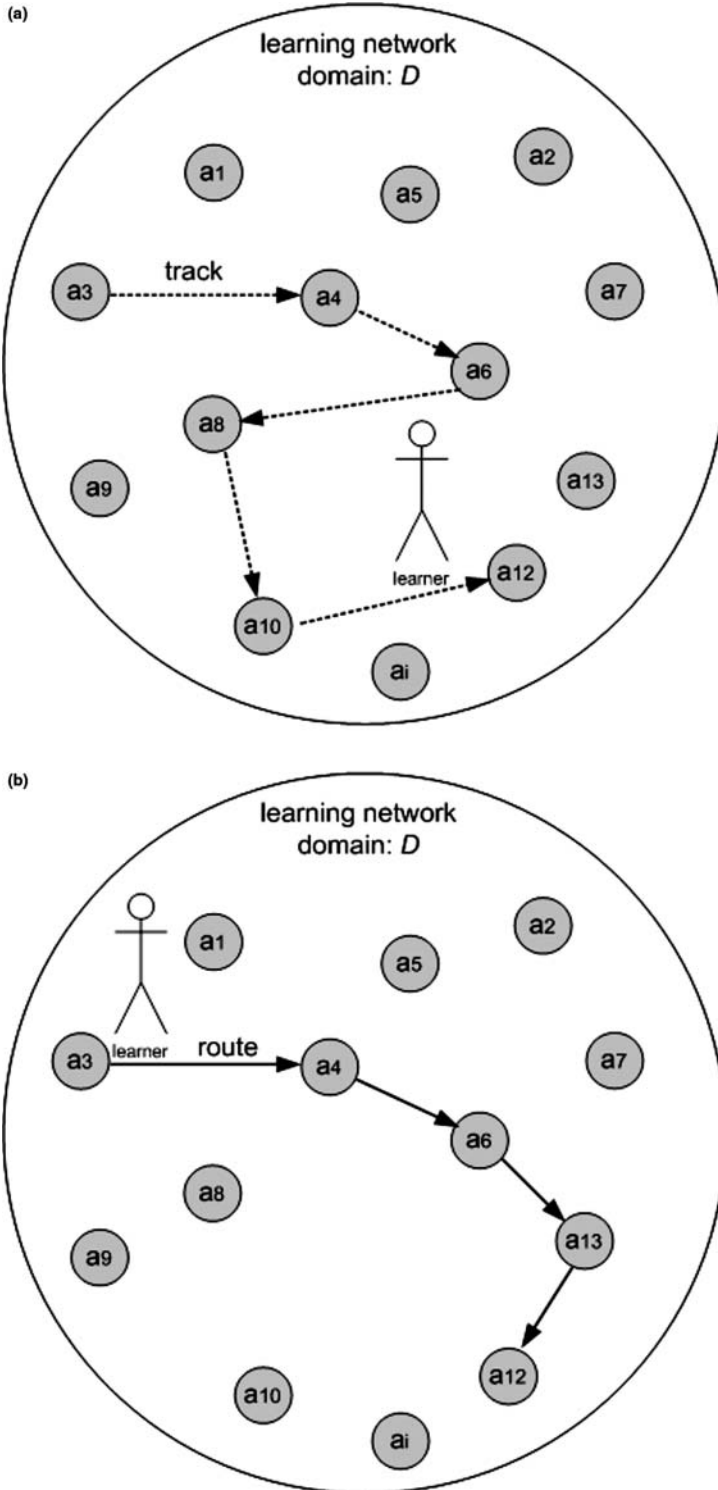 (a)
learning network
domain: D
a1
a5
a2
a3
track
a4
a7
a6
a8
a9
a13
learner
a12
a10
ai
(b)
learning network
domain: D
a1
a5
a2
a3
learner
route
a4
a7
a6
a8
a9
a13
a12
a10
ai